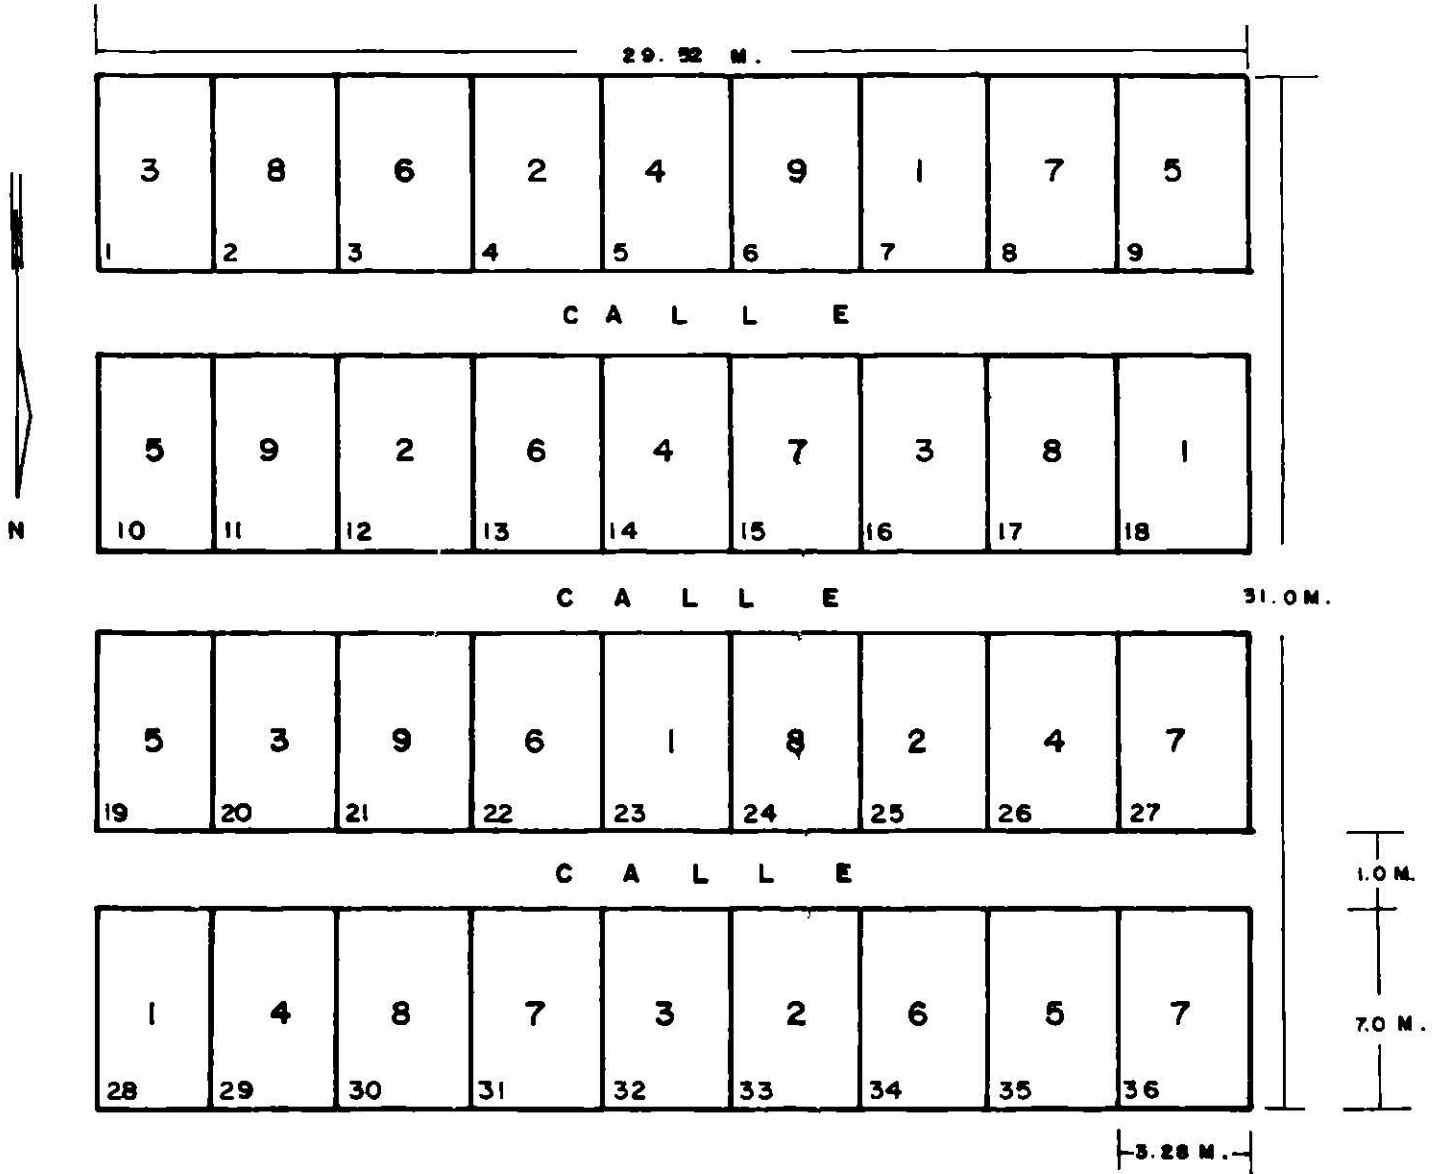 29.52 M.
3 8 6 2 4 9 1 7 5
1 2 3 4 5 6 7 8 9
CALLE
5 9 2 6 4 7 3 8 1
10 11 12 13 14 15 16 17 18
N
CALLE
31.0 M.
5 3 9 6 1 8 2 4 7
19 20 21 22 23 24 25 26 27
CALLE
1.0 M.
1 4 8 7 3 2 6 5 7
7.0 M.
28 29 30 31 32 33 34 35 36
3.28 M.